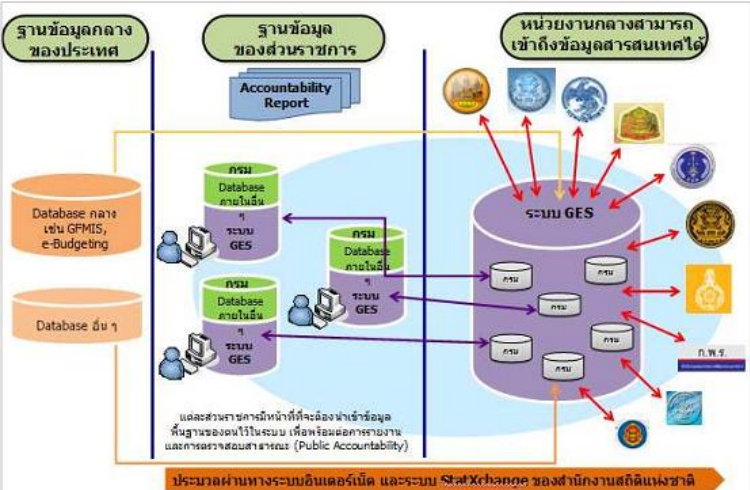 ฐานข้อมูลกลาง
ของประเทศ
ฐานข้อมูล
ของส่วนราชการ
หน่วยงานกลางสามารถ
เข้าถึงข้อมูลสารสนเทศได้
Accountability
Report
Database กลาง
เช่น GFMIS,
e-Budgeting
Database อื่น ๆ
กรม
Database
ภายในอื่น
ๆ
ระบบ
GES
กรม
Database
ภายในอื่น
ๆ
ระบบ
GES
กรม
Database
ภายในอื่น
ๆ
ระบบ
GES
ระบบ GES
กรม
กรม
กรม
กรม
กรม
กรม
ก.พ.ร.
แต่ละส่วนราชการมีหน้าที่ที่จะต้องนำเข้าข้อมูล
พื้นฐานของตนไว้ในระบบ เพื่อพร้อมต่อการรายงาน
และการตรวจสอบสาธารณะ (Public Accountability)
ประมวลผ่านทางระบบอินเตอร์เน็ต และระบบ StatXchange ของสำนักงานสถิติแห่งชาติ